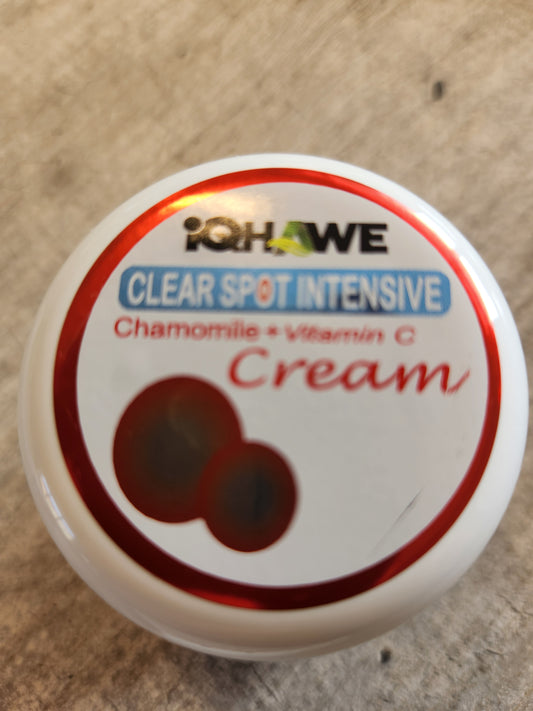 iQHAWE
CLEAR SPOT INTENSIVE
Chamomile + Vitamin C
Cream